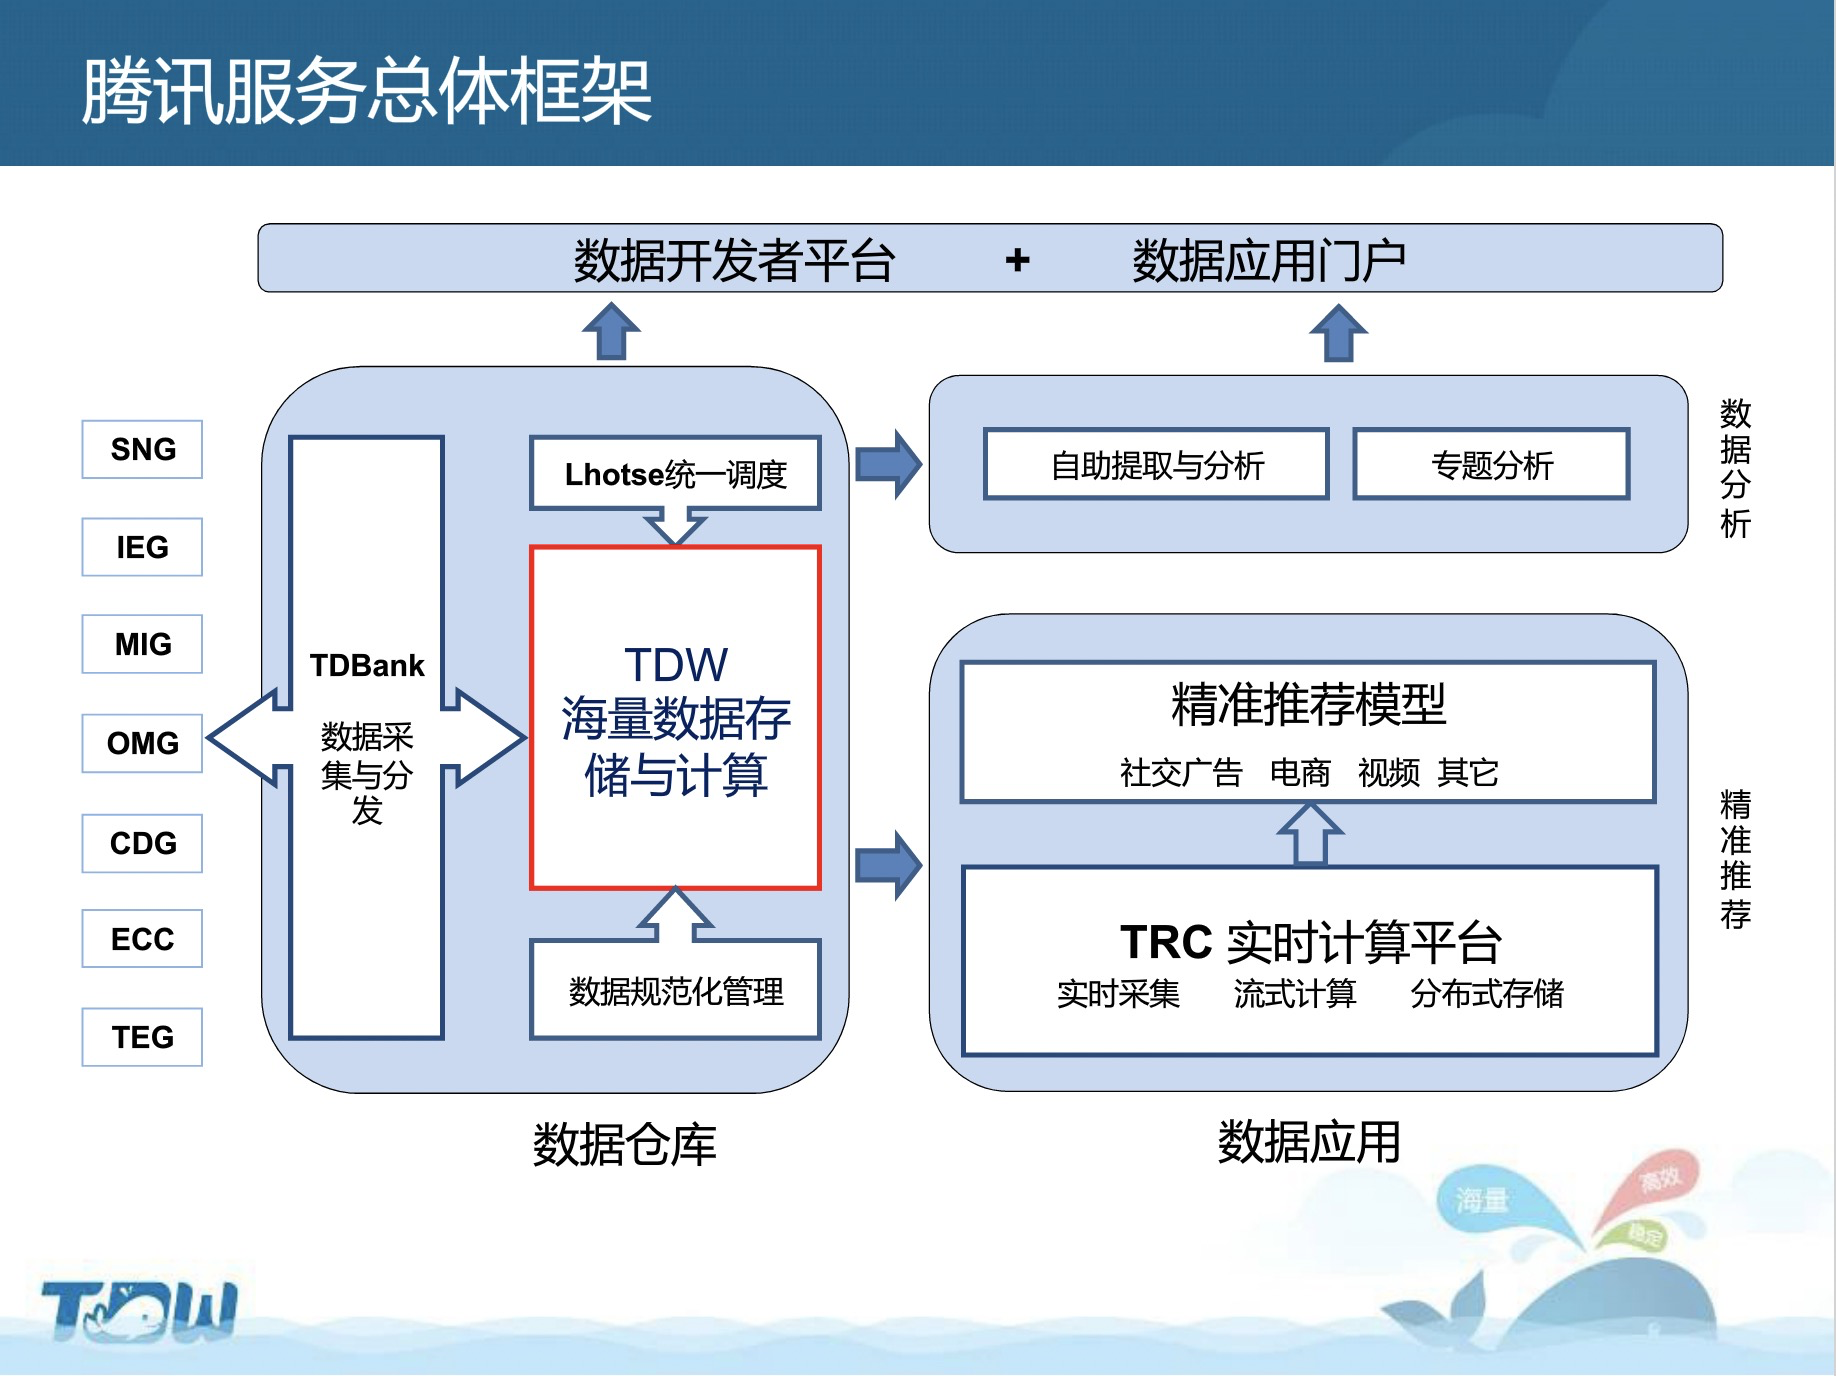 腾讯服务总体框架
数据开发者平台 + 数据应用门户
SNG
IEG
MIG
OMG
CDG
ECC
TEG
TDBank
数据采
集与分
发
Lhotse统一调度
TDW
海量数据存
储与计算
数据规范化管理
数据仓库
自助提取与分析
专题分析
数
据
分
析
精准推荐模型
社交广告 电商 视频 其它
TRC 实时计算平台
实时采集 流式计算 分布式存储
精
准
推
荐
数据应用
海量
高效
稳定
TDW